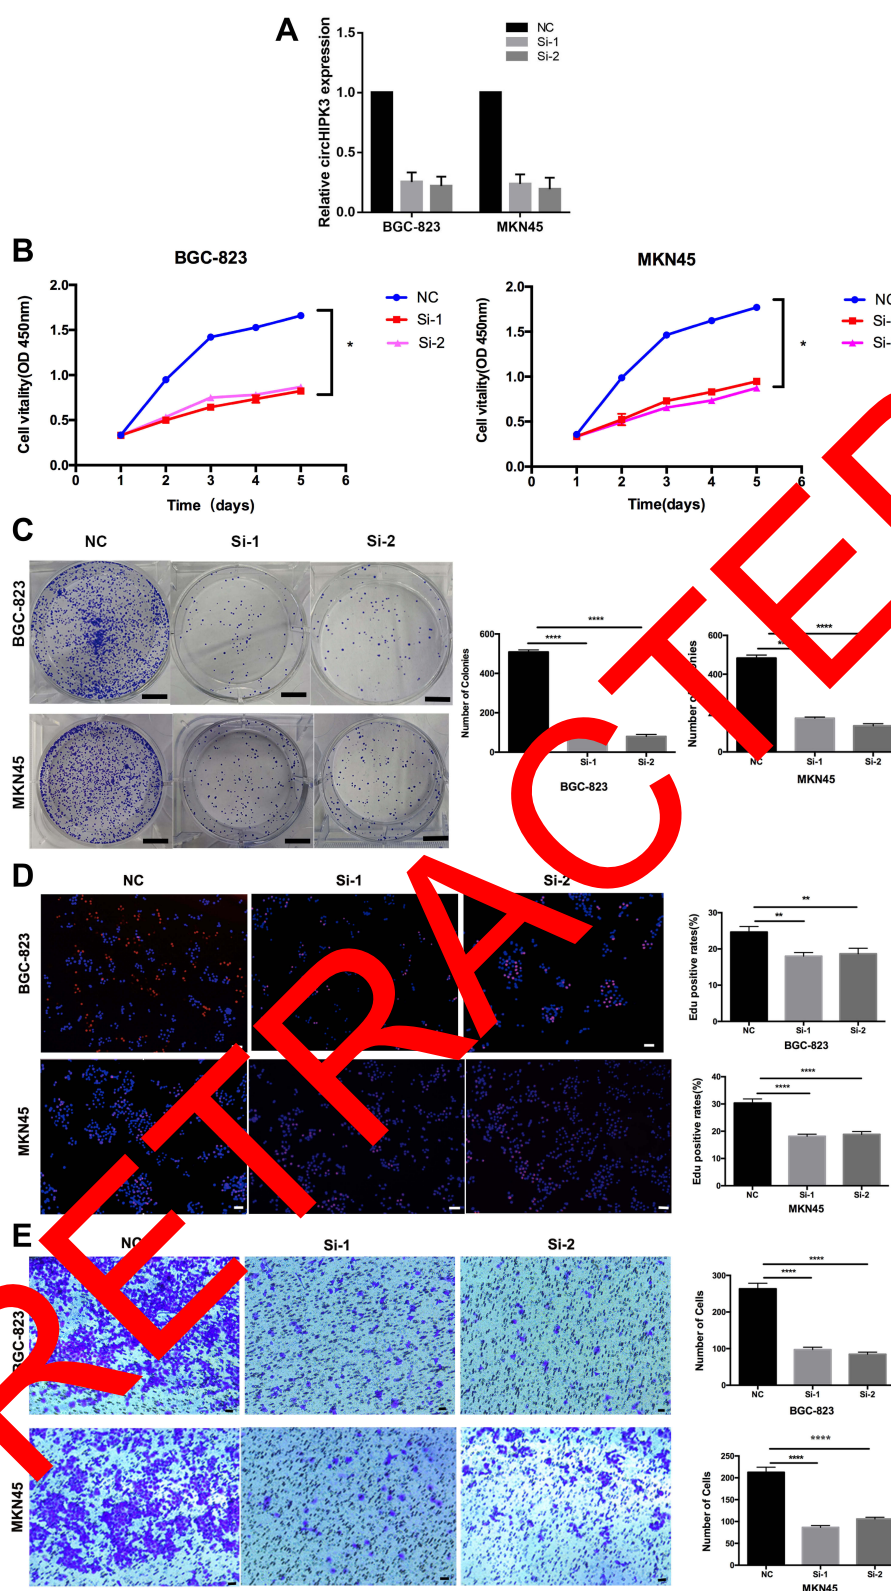 A
NC
Si-1
Si-2
Relative circHIPK3 expression
1.5
1.0
0.5
0.0
BGC-823
MKN45
B
BGC-823
Cell vitality(OD 450nm)
2.0
1.5
1.0
0.5
0.0
0 1 2 3 4 5 6
Time (days)
NC
Si-1
Si-2
*
MKN45
Cell vitality(OD 450nm)
2.0
1.5
1.0
0.5
0.0
0 1 2 3 4 5 6
Time(days)
NC
Si-
Si-
*
C
NC Si-1 Si-2
BGC-823
MKN45
Number of Colonies
600
400
200
0
****
****
Si-1 Si-2
BGC-823
600
400
0
****
NC Si-1 Si-2
MKN45
D
NC Si-1 Si-2
BGC-823
MKN45
Edu positive rates(%)
30
20
10
0
**
**
NC Si-1 Si-2
BGC-823
Edu positive rates(%)
40
30
20
10
0
****
****
NC Si-1 Si-2
MKN45
E
NC Si-1 Si-2
BGC-823
MKN45
Number of Cells
300
200
100
0
****
****
NC Si-1 Si-2
BGC-823
Number of Cells
250
200
150
100
50
0
****
****
NC Si-1 Si-2
MKN45
RETRACTED